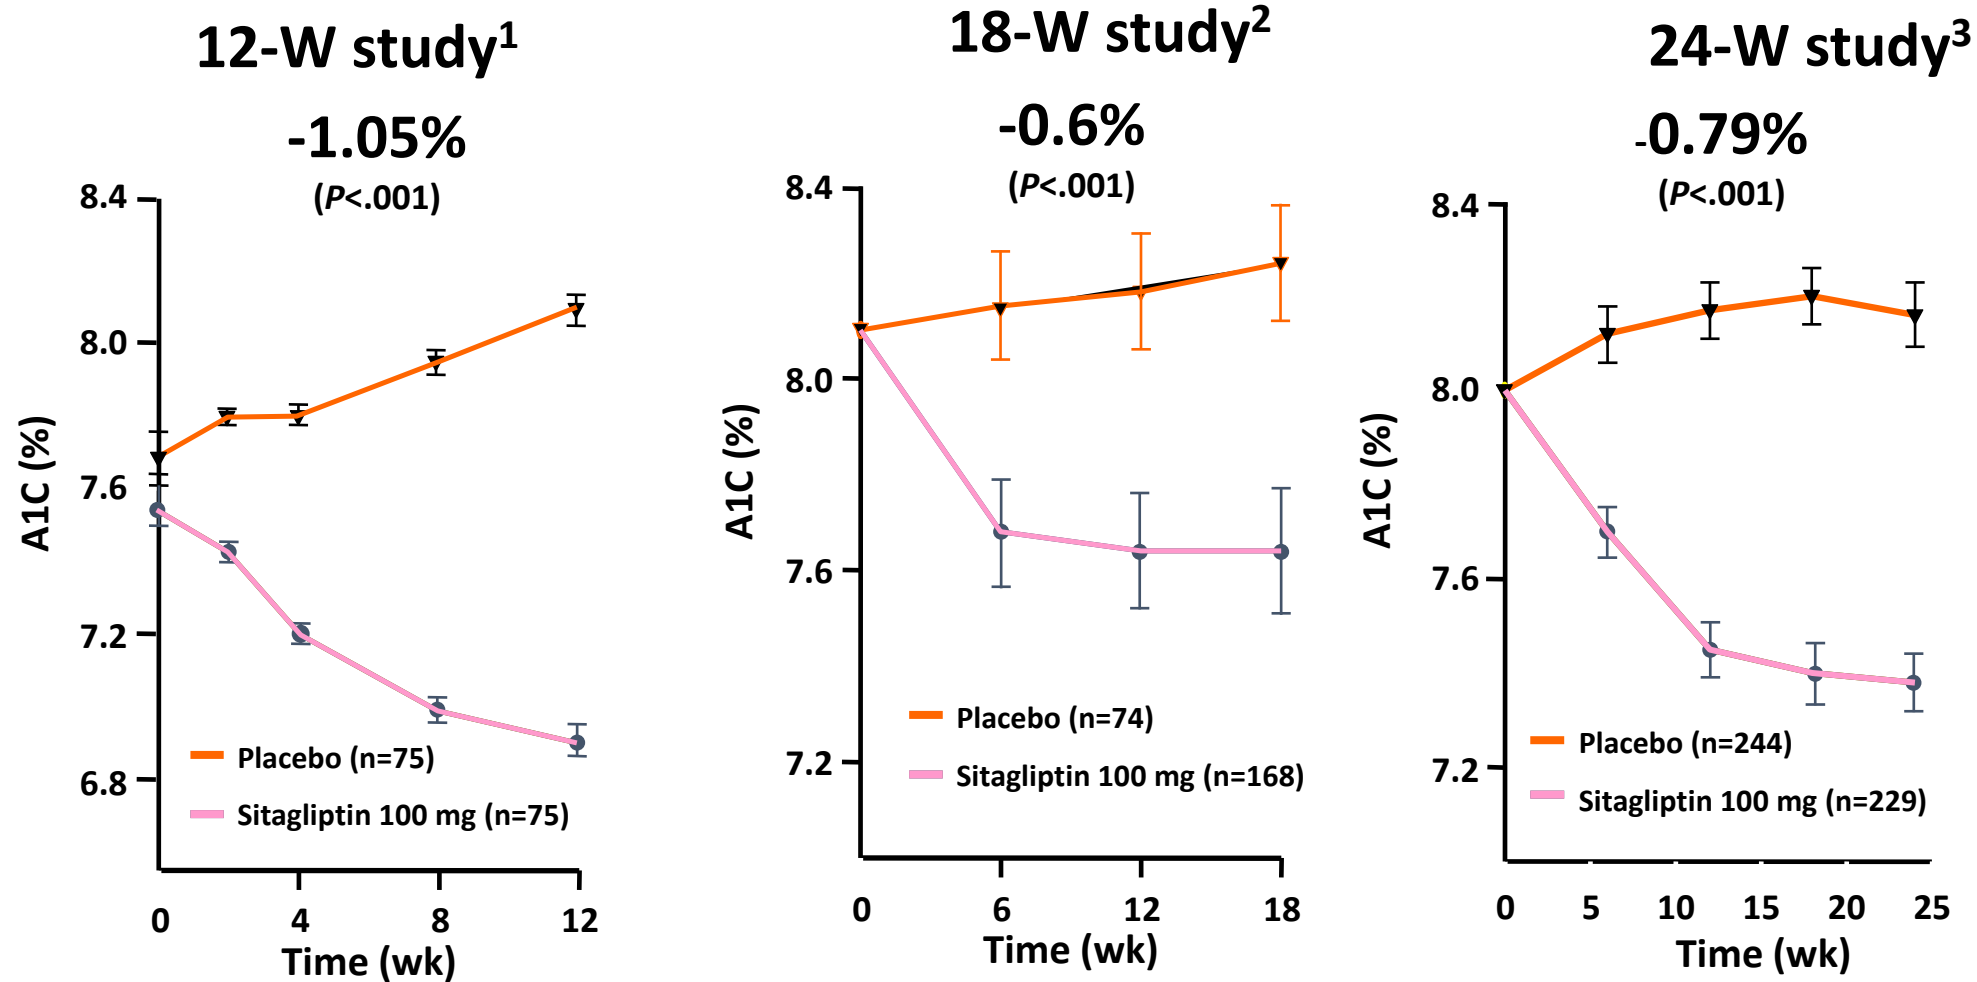 12-W study¹
-1.05%
(P<.001)
8.4
8.0
7.6
7.2
6.8
A1C (%)
Placebo (n=75)
Sitagliptin 100 mg (n=75)
0 4 8 12
Time (wk)
18-W study²
-0.6%
(P<.001)
8.4
8.0
7.6
7.2
A1C (%)
Placebo (n=74)
Sitagliptin 100 mg (n=168)
0 6 12 18
Time (wk)
24-W study³
-0.79%
(P<.001)
8.4
8.0
7.6
7.2
A1C (%)
Placebo (n=244)
Sitagliptin 100 mg (n=229)
0 5 10 15 20 25
Time (wk)